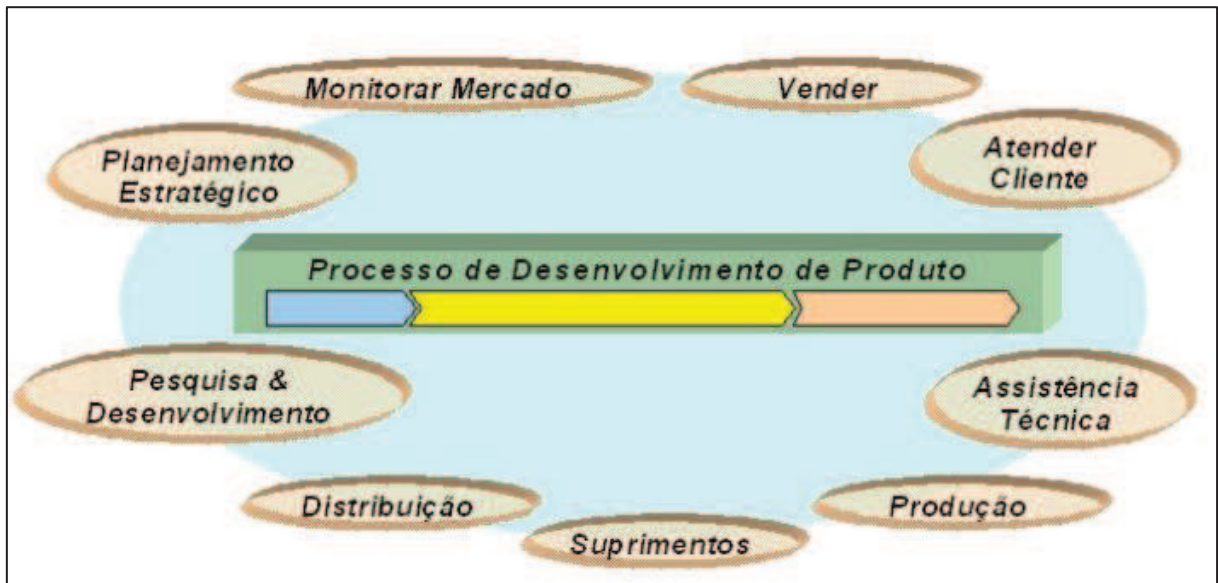 Monitorar Mercado
Vender
Planejamento
Estratégico
Atender
Cliente
Processo de Desenvolvimento de Produto
Pesquisa &
Desenvolvimento
Assistência
Técnica
Distribuição
Produção
Suprimentos